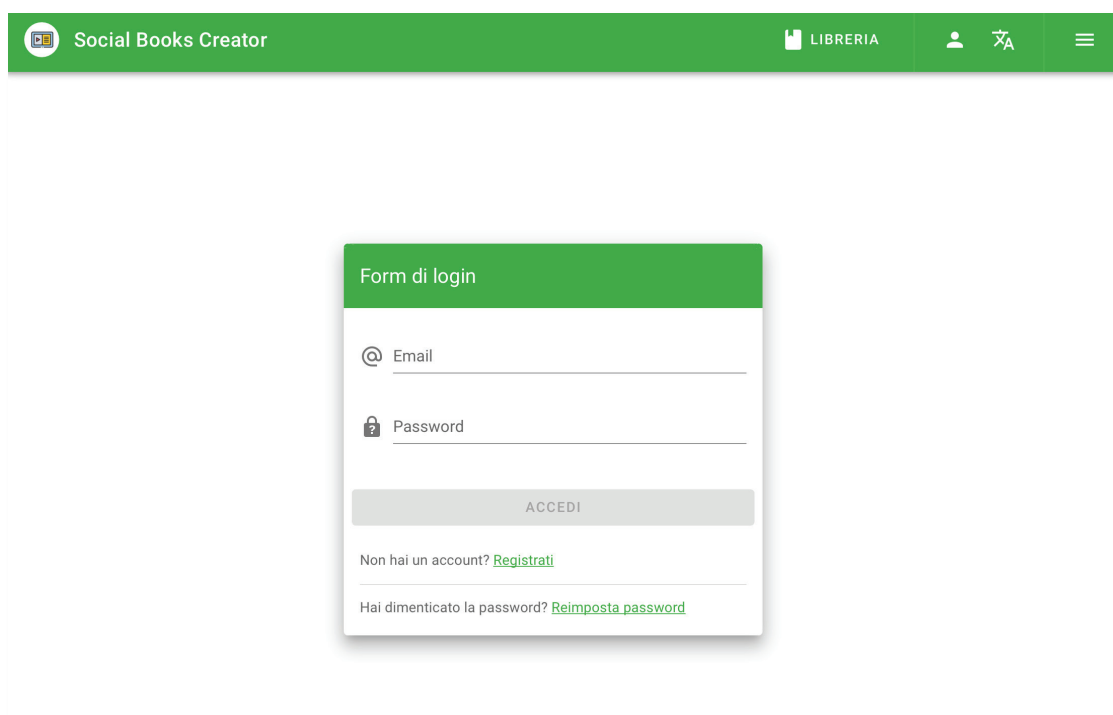 Social Books Creator
LIBRERIA
Form di login
Email
Password
ACCEDI
Non hai un account? Registrati
Hai dimenticato la password? Reimposta password